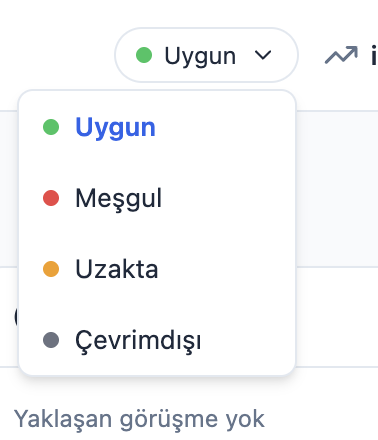 Uygun
Uygun
Meşgul
Uzakta
Çevrimdışı
Yaklaşan görüşme yok